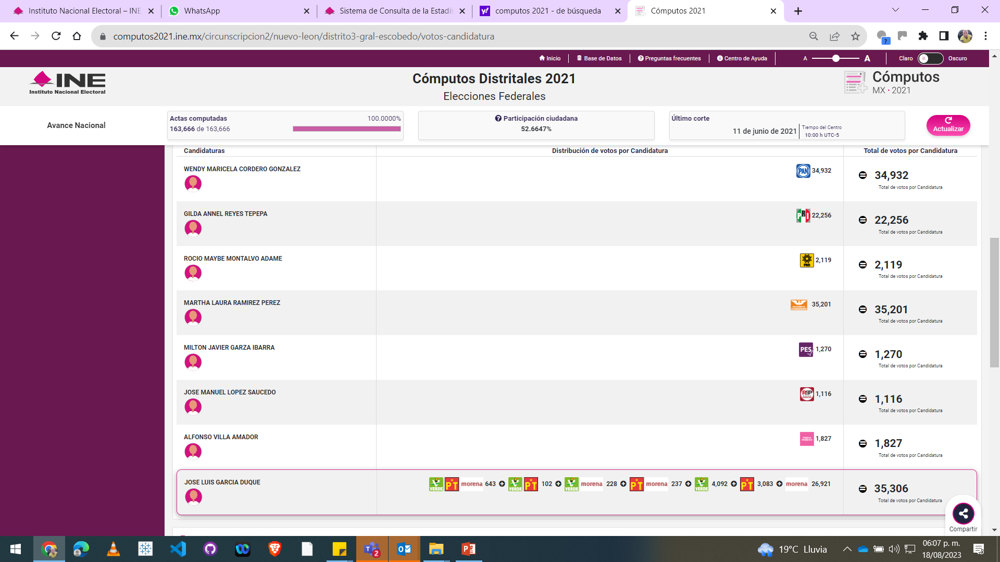 Instituto Nacional Electoral – INE
WhatsApp
Sistema de Consulta de la Estadís
computos 2021 - de búsqueda
Cómputos 2021
computos2021.ine.mx/circunscripcion2/nuevo-leon/distrito3-gral-escobedo/votos-candidatura
Inicio
Base de Datos
Preguntas frecuentes
Centro de Ayuda
A
A
Claro
Oscuro
INE
Instituto Nacional Electoral
Cómputos Distritales 2021
Elecciones Federales
Cómputos
MX • 2021
Avance Nacional
Actas computadas 100.0000%
163,666 de 163,666
Participación ciudadana
52.6647%
Último corte
11 de junio de 2021
Tiempo del Centro
10:00 h UTC-5
Actualizar
Candidaturas Distribución de votos por Candidatura Total de votos por Candidatura
WENDY MARICELA CORDERO GONZALEZ
PAN 34,932
34,932
Total de votos por Candidatura
GILDA ANNEL REYES TEPEPA
PRI 22,256
22,256
Total de votos por Candidatura
ROCIO MAYBE MONTALVO ADAME
PRD 2,119
2,119
Total de votos por Candidatura
MARTHA LAURA RAMIREZ PEREZ
35,201
35,201
Total de votos por Candidatura
MILTON JAVIER GARZA IBARRA
PES 1,270
1,270
Total de votos por Candidatura
JOSE MANUEL LOPEZ SAUCEDO
RSP 1,116
1,116
Total de votos por Candidatura
ALFONSO VILLA AMADOR
1,827
1,827
Total de votos por Candidatura
JOSE LUIS GARCIA DUQUE
VERDE PT morena 643 VERDE PT 102 VERDE morena 228 PT morena 237 VERDE 4,092 PT 3,083 morena 26,921
35,306
Total de votos por Candidatura
Compartir
2
19°C Lluvia
06:07 p. m.
18/08/2023